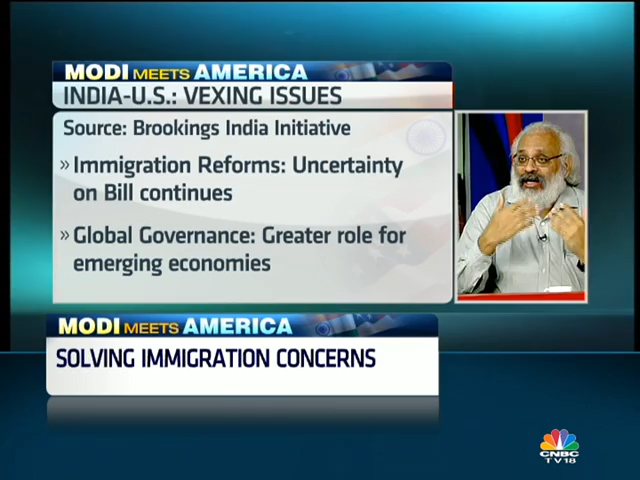 MODI MEETS AMERICA
INDIA-U.S.: VEXING ISSUES
Source: Brookings India Initiative
» Immigration Reforms: Uncertainty
on Bill continues
» Global Governance: Greater role for
emerging economies
MODI MEETS AMERICA
SOLVING IMMIGRATION CONCERNS
CNBC
TV18